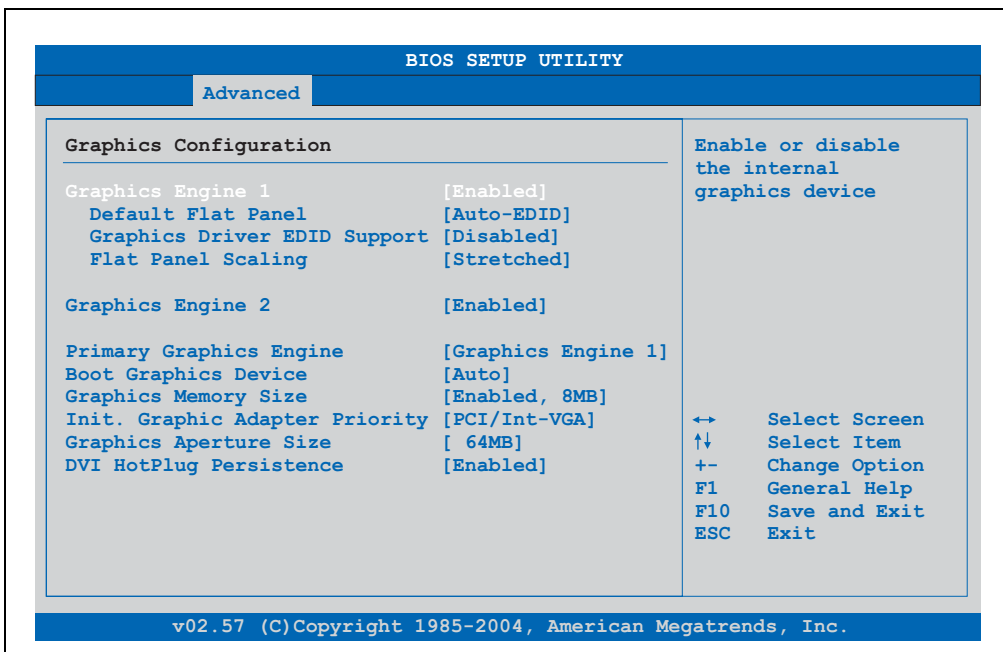 BIOS SETUP UTILITY
Advanced
Graphics Configuration
Graphics Engine 1 [Enabled]
Default Flat Panel [Auto-EDID]
Graphics Driver EDID Support [Disabled]
Flat Panel Scaling [Stretched]
Graphics Engine 2 [Enabled]
Primary Graphics Engine [Graphics Engine 1]
Boot Graphics Device [Auto]
Graphics Memory Size [Enabled, 8MB]
Init. Graphic Adapter Priority [PCI/Int-VGA]
Graphics Aperture Size [ 64MB]
DVI HotPlug Persistence [Enabled]
Enable or disable
the internal
graphics device
↔ Select Screen
↑↓ Select Item
+- Change Option
F1 General Help
F10 Save and Exit
ESC Exit
v02.57 (C)Copyright 1985-2004, American Megatrends, Inc.